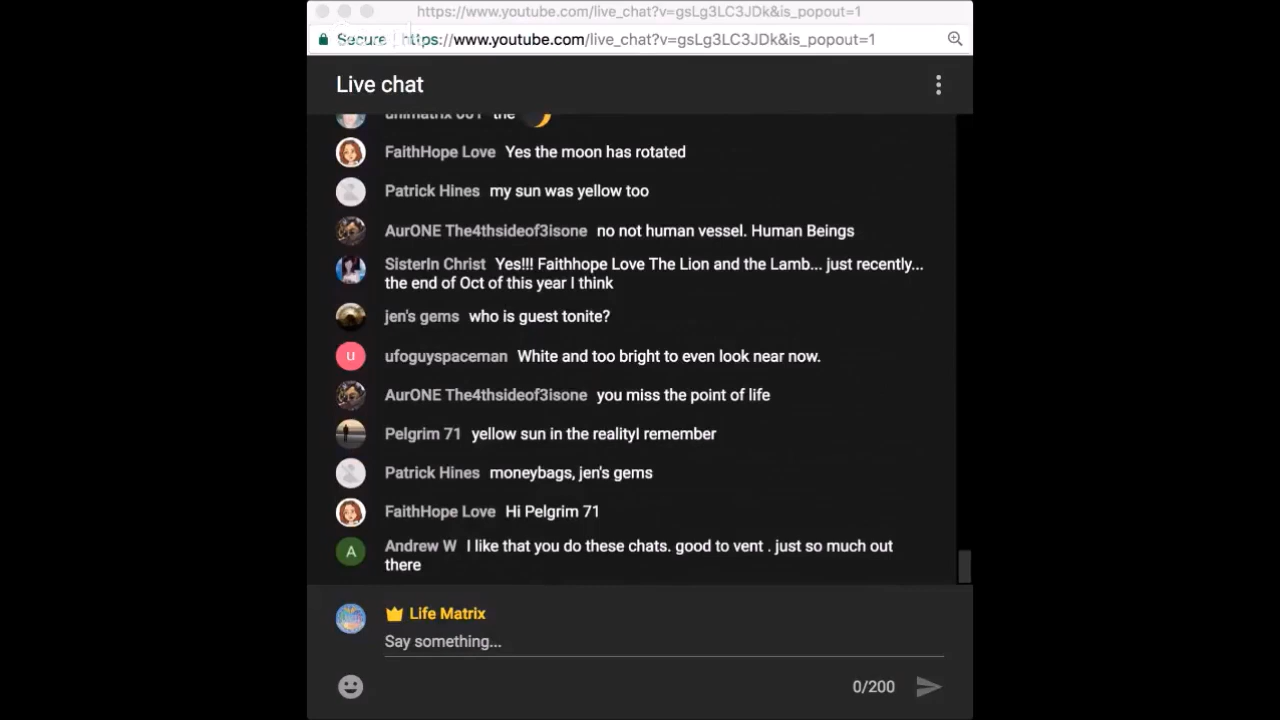 https://www.youtube.com/live_chat?v=gsLg3LC3JDk&is_popout=1
Secure https://www.youtube.com/live_chat?v=gsLg3LC3JDk&is_popout=1
Live chat
unimatrix 001 the
FaithHope Love Yes the moon has rotated
Patrick Hines my sun was yellow too
AurONE The4thsideof3isone no not human vessel. Human Beings
SisterIn Christ Yes!!! Faithhope Love The Lion and the Lamb... just recently...
the end of Oct of this year I think
jen's gems who is guest tonite?
u ufoguyspaceman White and too bright to even look near now.
AurONE The4thsideof3isone you miss the point of life
Pelgrim 71 yellow sun in the realityI remember
Patrick Hines moneybags, jen's gems
FaithHope Love Hi Pelgrim 71
A Andrew W I like that you do these chats. good to vent . just so much out
there
Life Matrix
Say something...
0/200